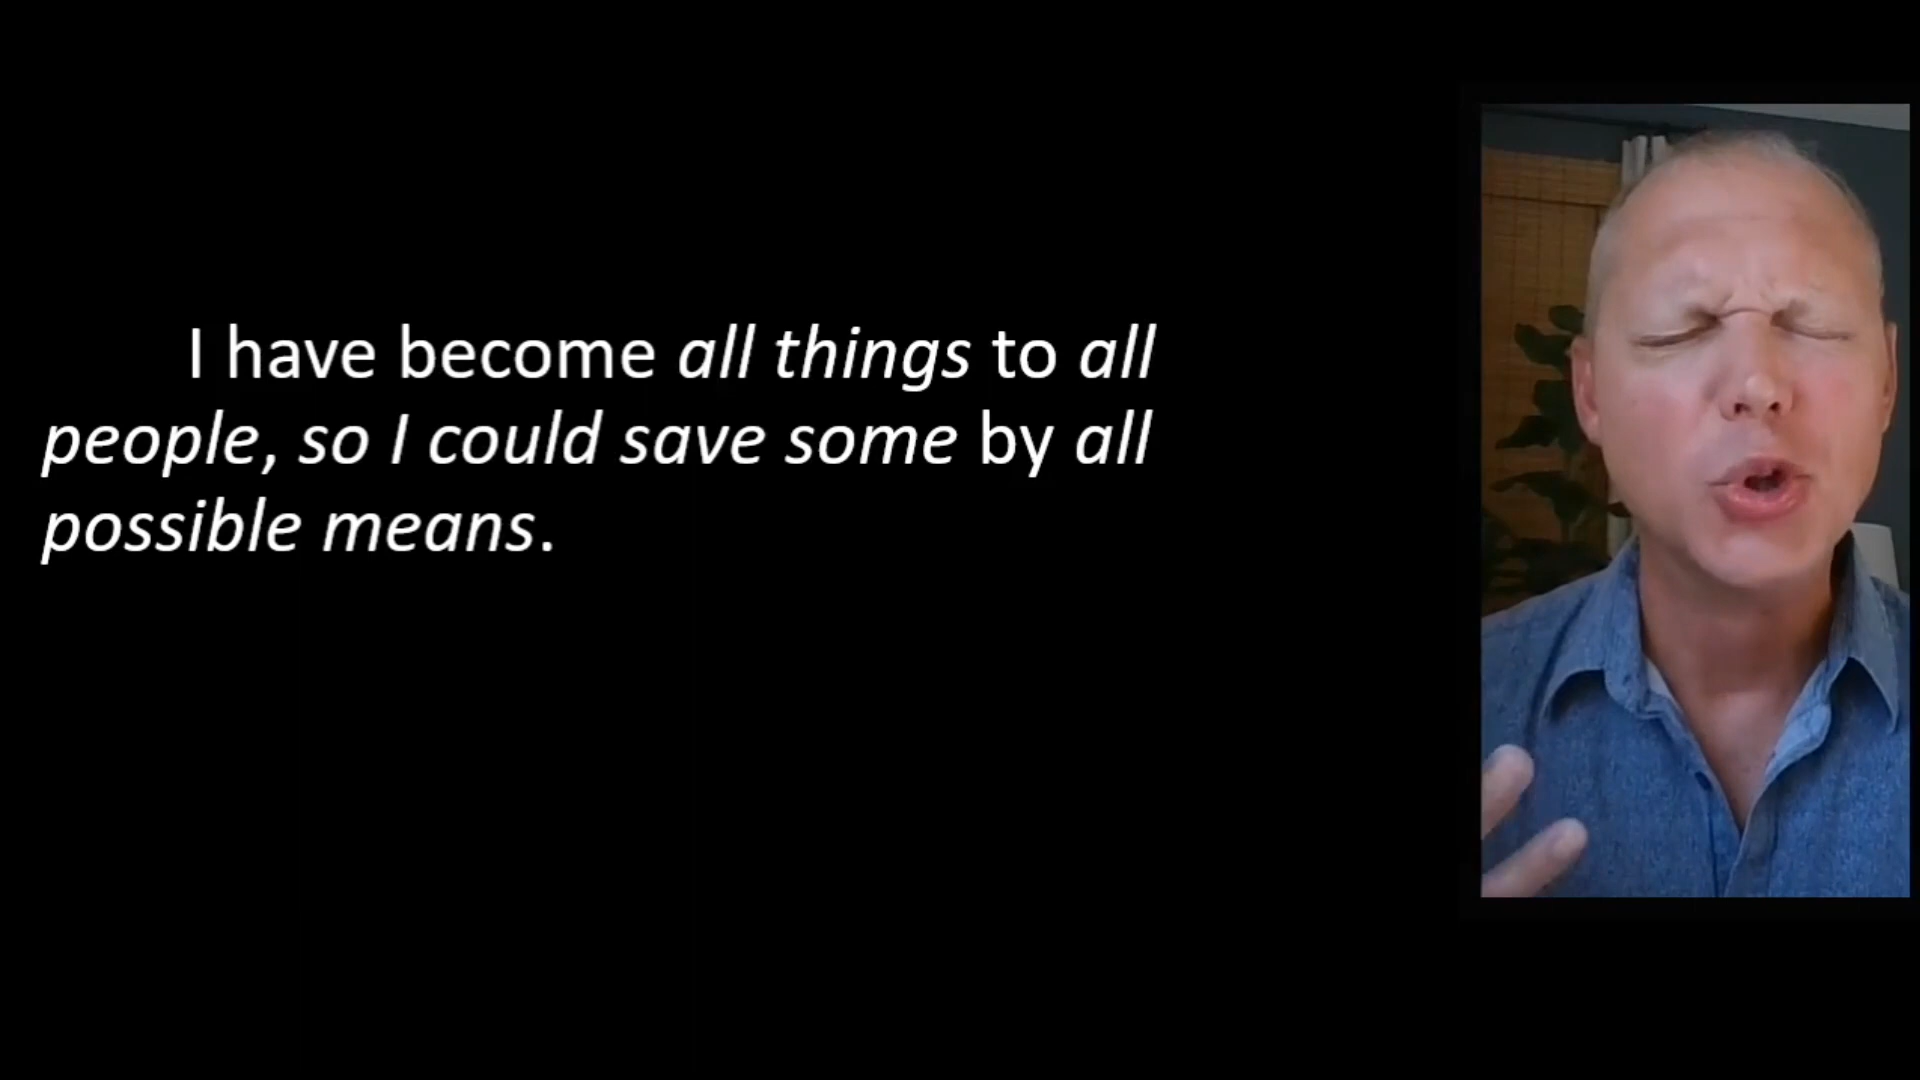 I have become all things to all
people, so I could save some by all
possible means.